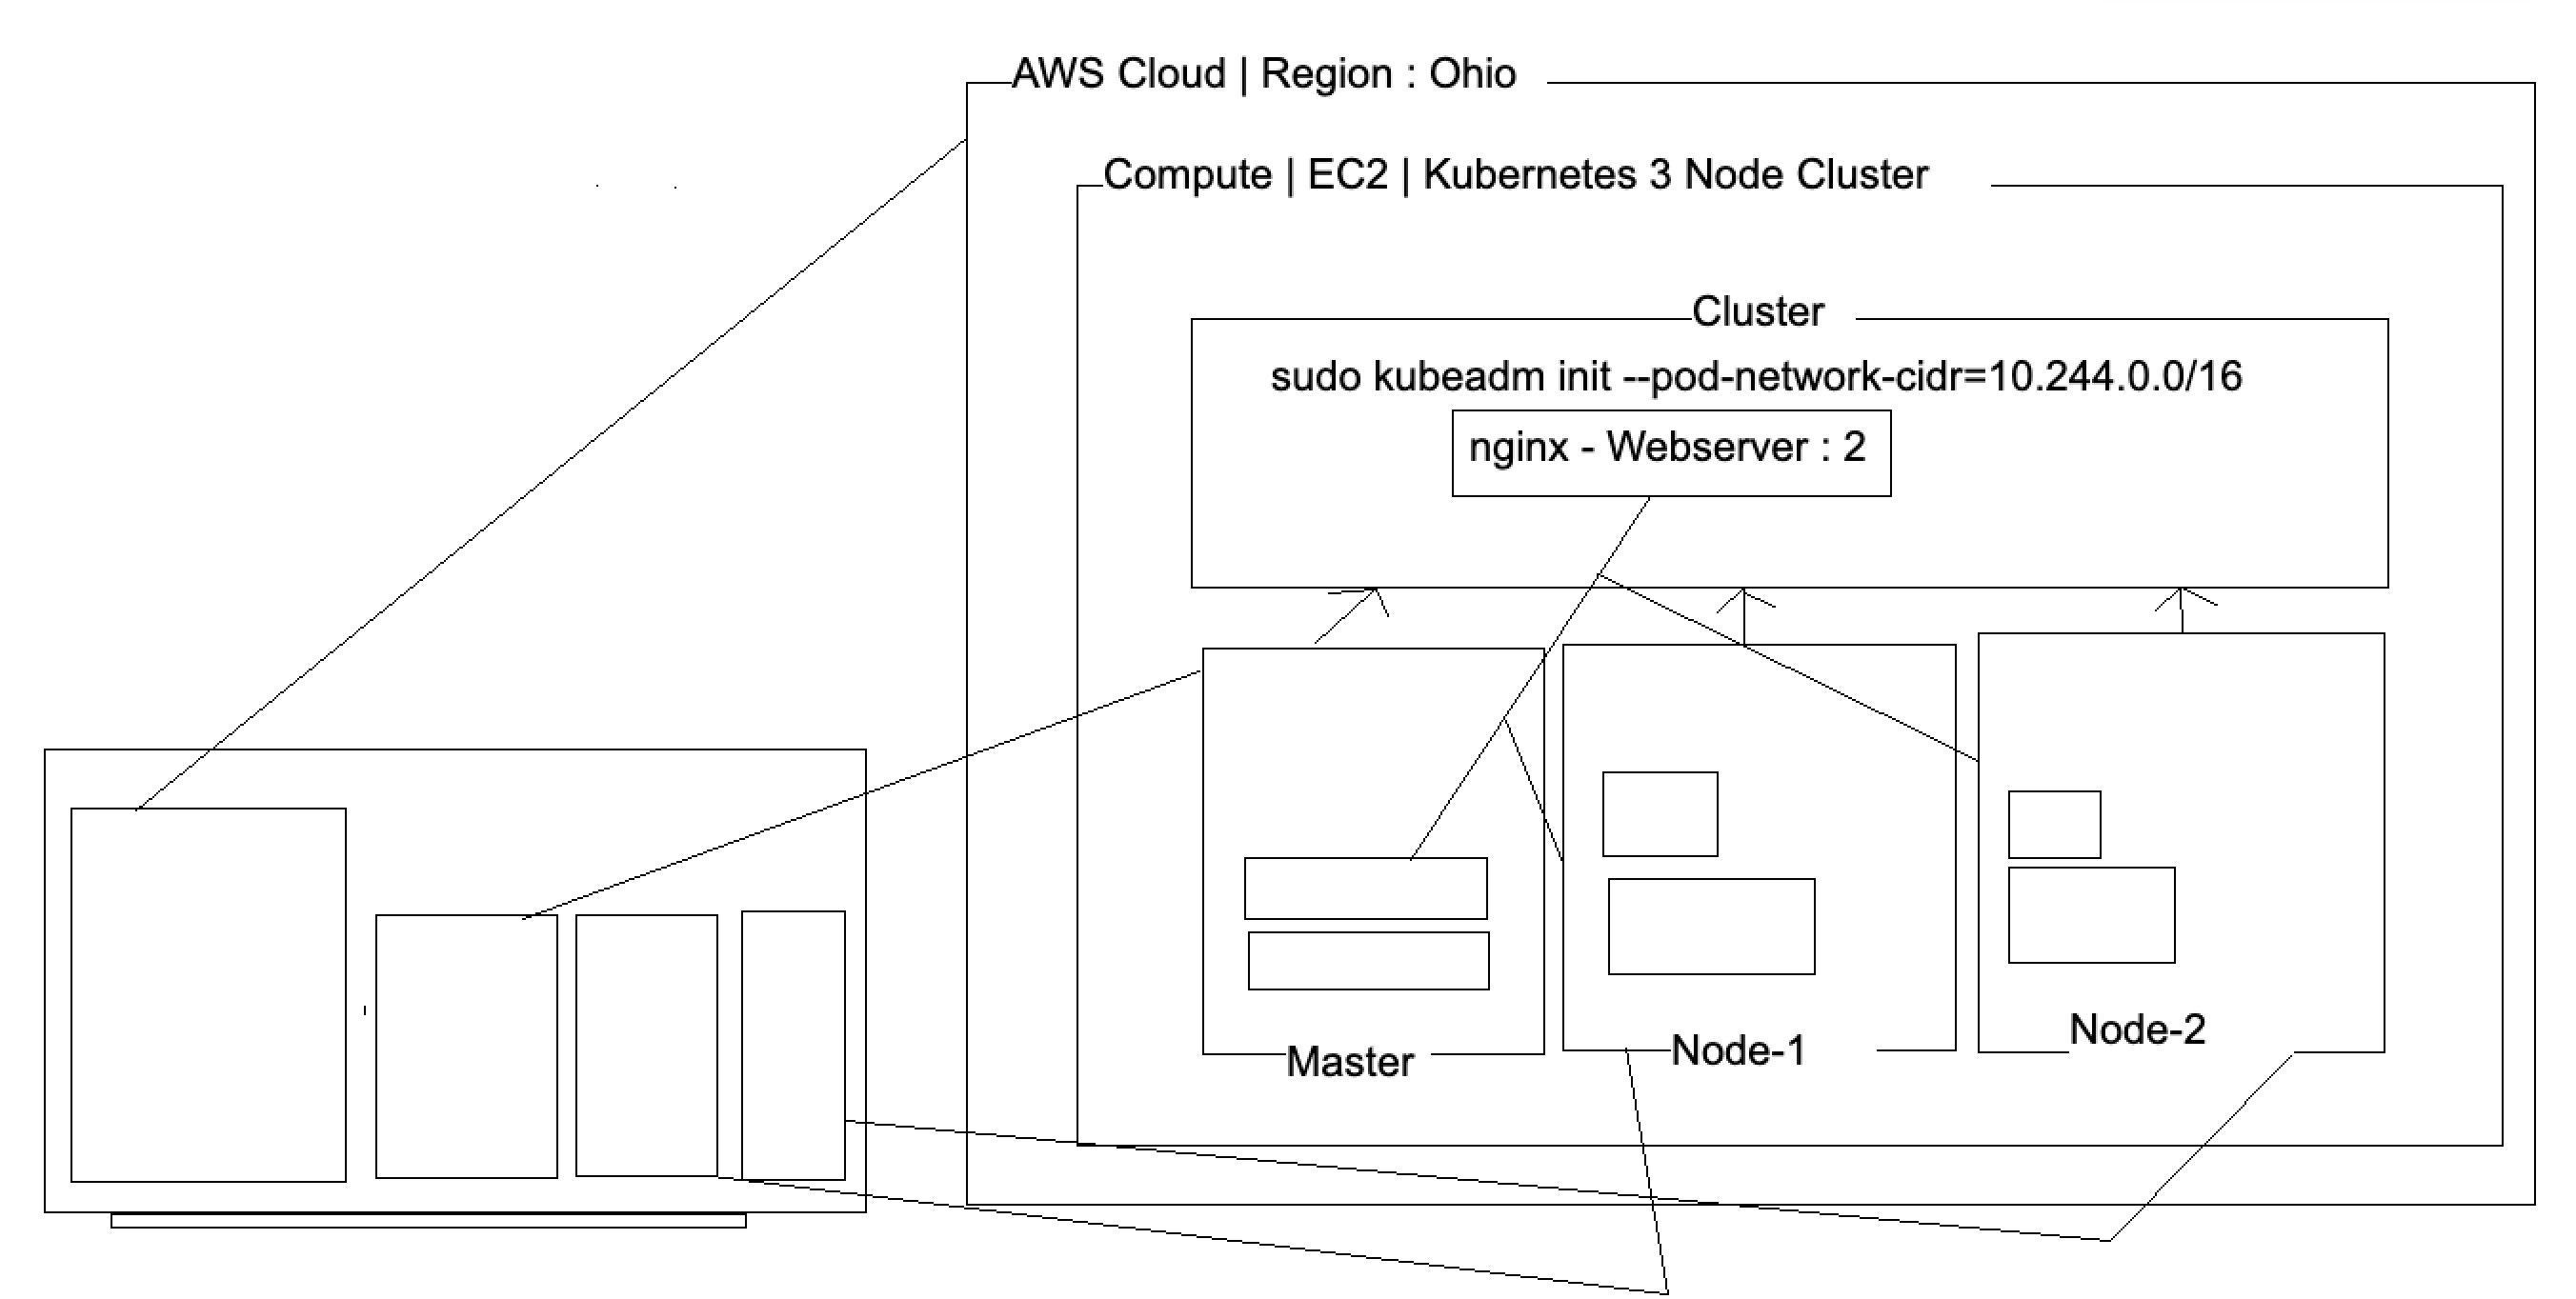 AWS Cloud | Region : Ohio
Compute | EC2 | Kubernetes 3 Node Cluster
Cluster
sudo kubeadm init --pod-network-cidr=10.244.0.0/16
nginx - Webserver : 2
Master
Node-1
Node-2